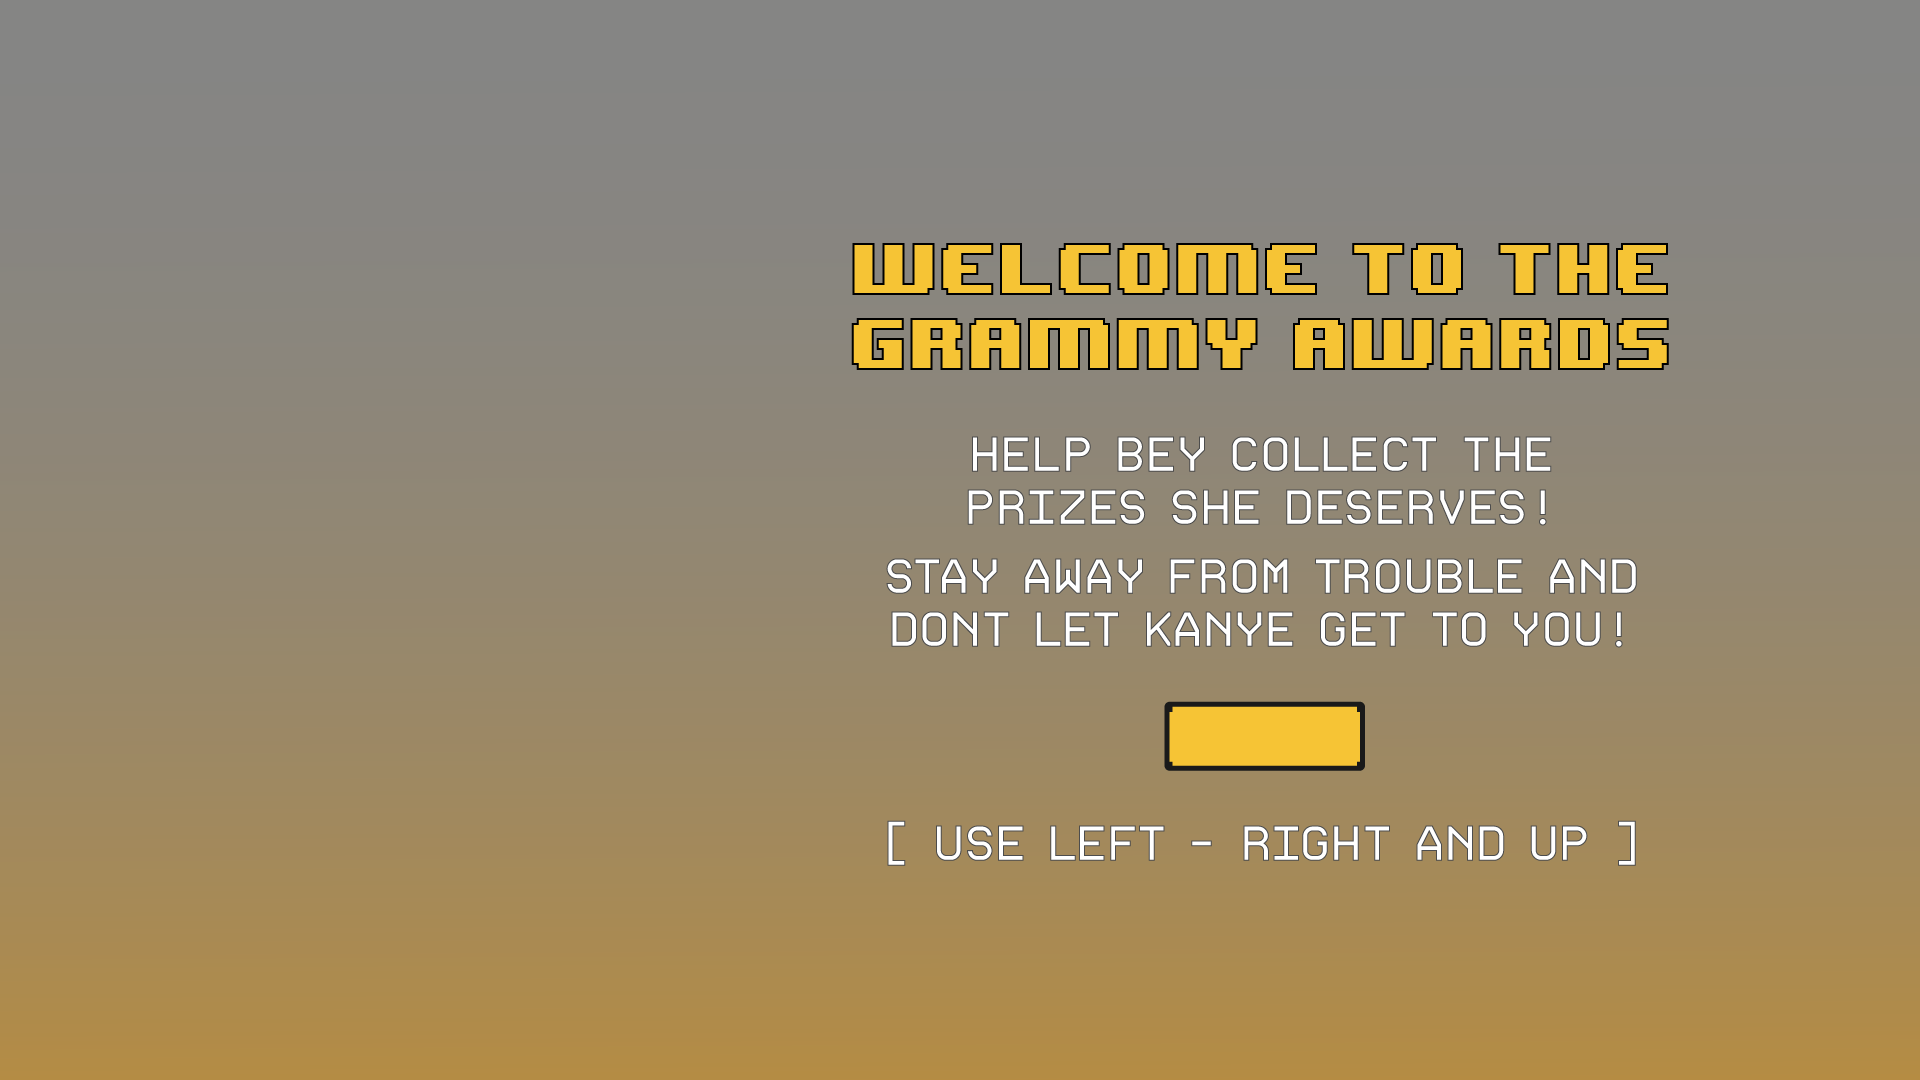 WELCOME TO THE
GRAMMY AWARDS
HELP BEY COLLECT THE
PRIZES SHE DESERVES!
STAY AWAY FROM TROUBLE AND
DONT LET KANYE GET TO YOU!
[ USE LEFT - RIGHT AND UP ]